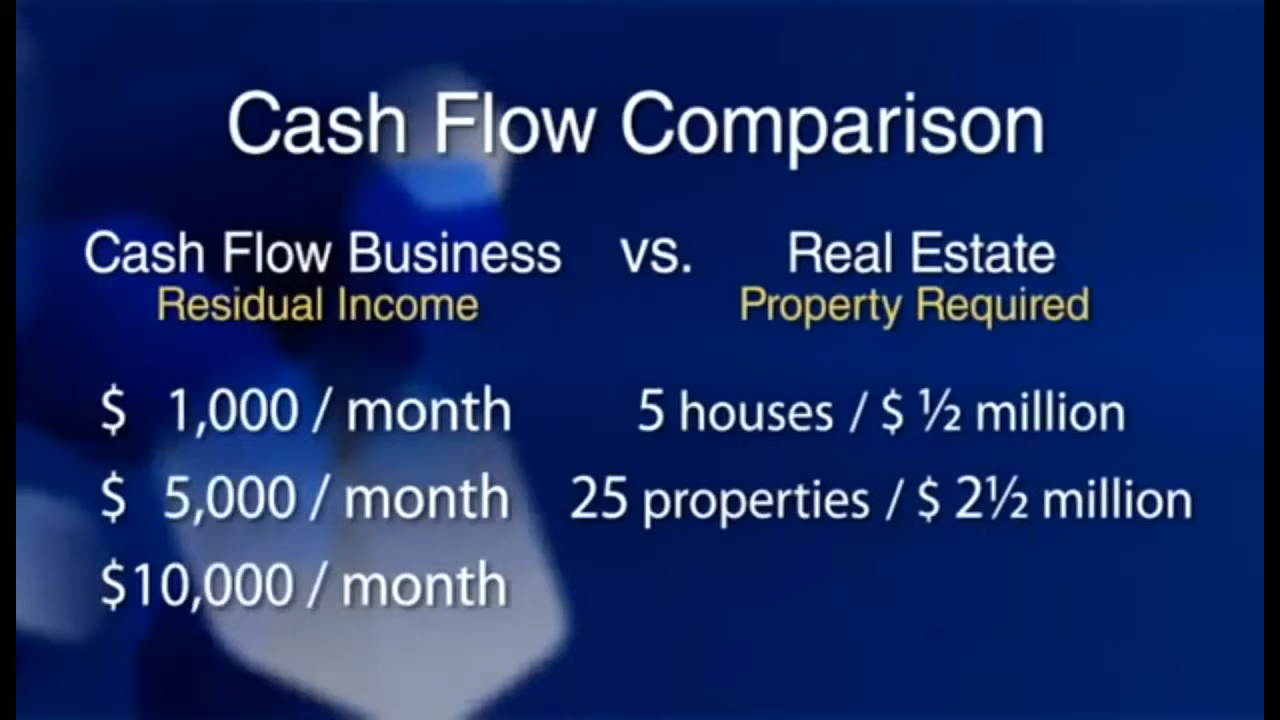 Cash Flow Comparison
Cash Flow Business vs. Real Estate
Residual Income Property Required
$ 1,000 / month 5 houses / $ ½ million
$ 5,000 / month 25 properties / $ 2½ million
$10,000 / month